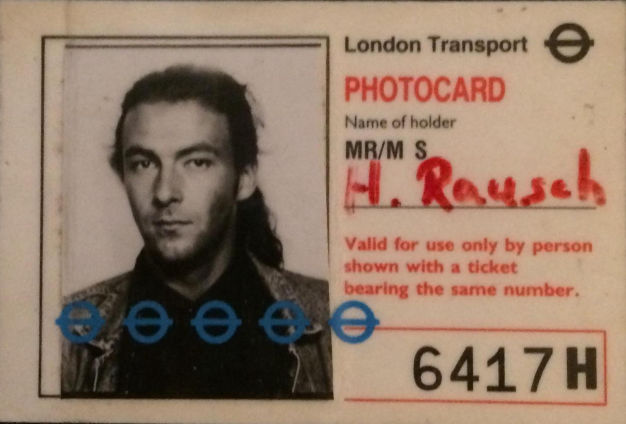 London Transport
PHOTOCARD
Name of holder
MR/M S
H. Rausch
Valid for use only by person
shown with a ticket
bearing the same number.
6417H